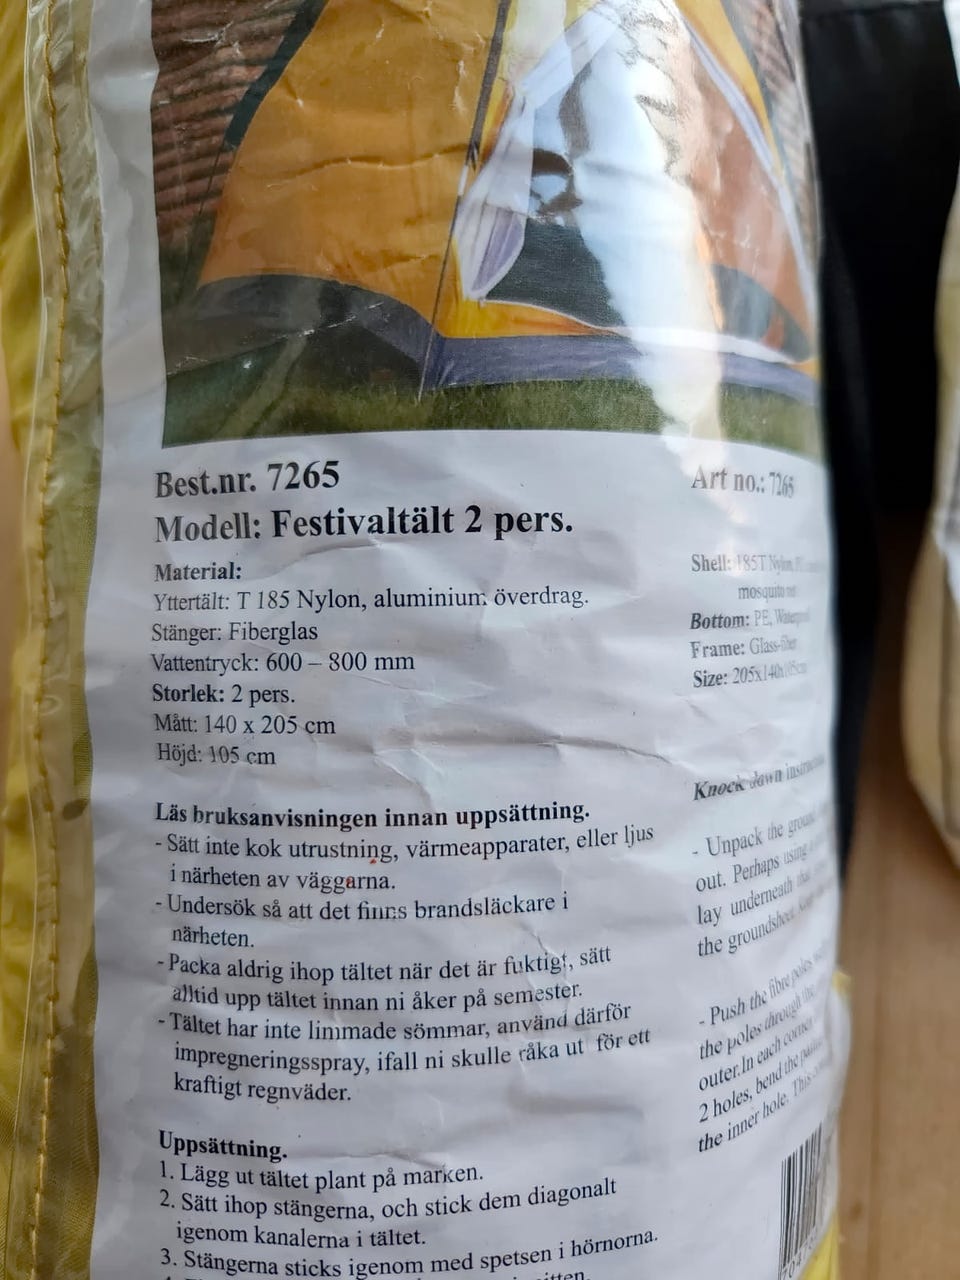 Best.nr. 7265
Modell: Festivaltält 2 pers.
Material:
Yttertält: T 185 Nylon, aluminium överdrag.
Stänger: Fiberglas
Vattentryck: 600 – 800 mm
Storlek: 2 pers.
Mått: 140 x 205 cm
Höjd: 105 cm
Läs bruksanvisningen innan uppsättning.
- Sätt inte kok utrustning, värmeapparater, eller ljus
i närheten av väggarna.
- Undersök så att det finns brandsläckare i
närheten.
- Packa aldrig ihop tältet när det är fuktigt, sätt
alltid upp tältet innan ni åker på semester.
- Tältet har inte limmade sömmar, använd därför
impregneringsspray, ifall ni skulle råka ut för ett
kraftigt regnväder.
Uppsättning.
1. Lägg ut tältet plant på marken.
2. Sätt ihop stängerna, och stick dem diagonalt
igenom kanalerna i tältet.
3. Stängerna sticks igenom med spetsen i hörnorna.
Art no.: 7265
Shell: 185T Nylon,
mosquito net
Bottom: PE,
Frame: Glass-fiber
Size: 205x140x105cm
Knock down
- Unpack the
out. Perhaps using
lay underneath
the groundsheet.
- Push the fibre poles
the poles through the
outer.In each corner
2 holes, bend the
the inner hole. This